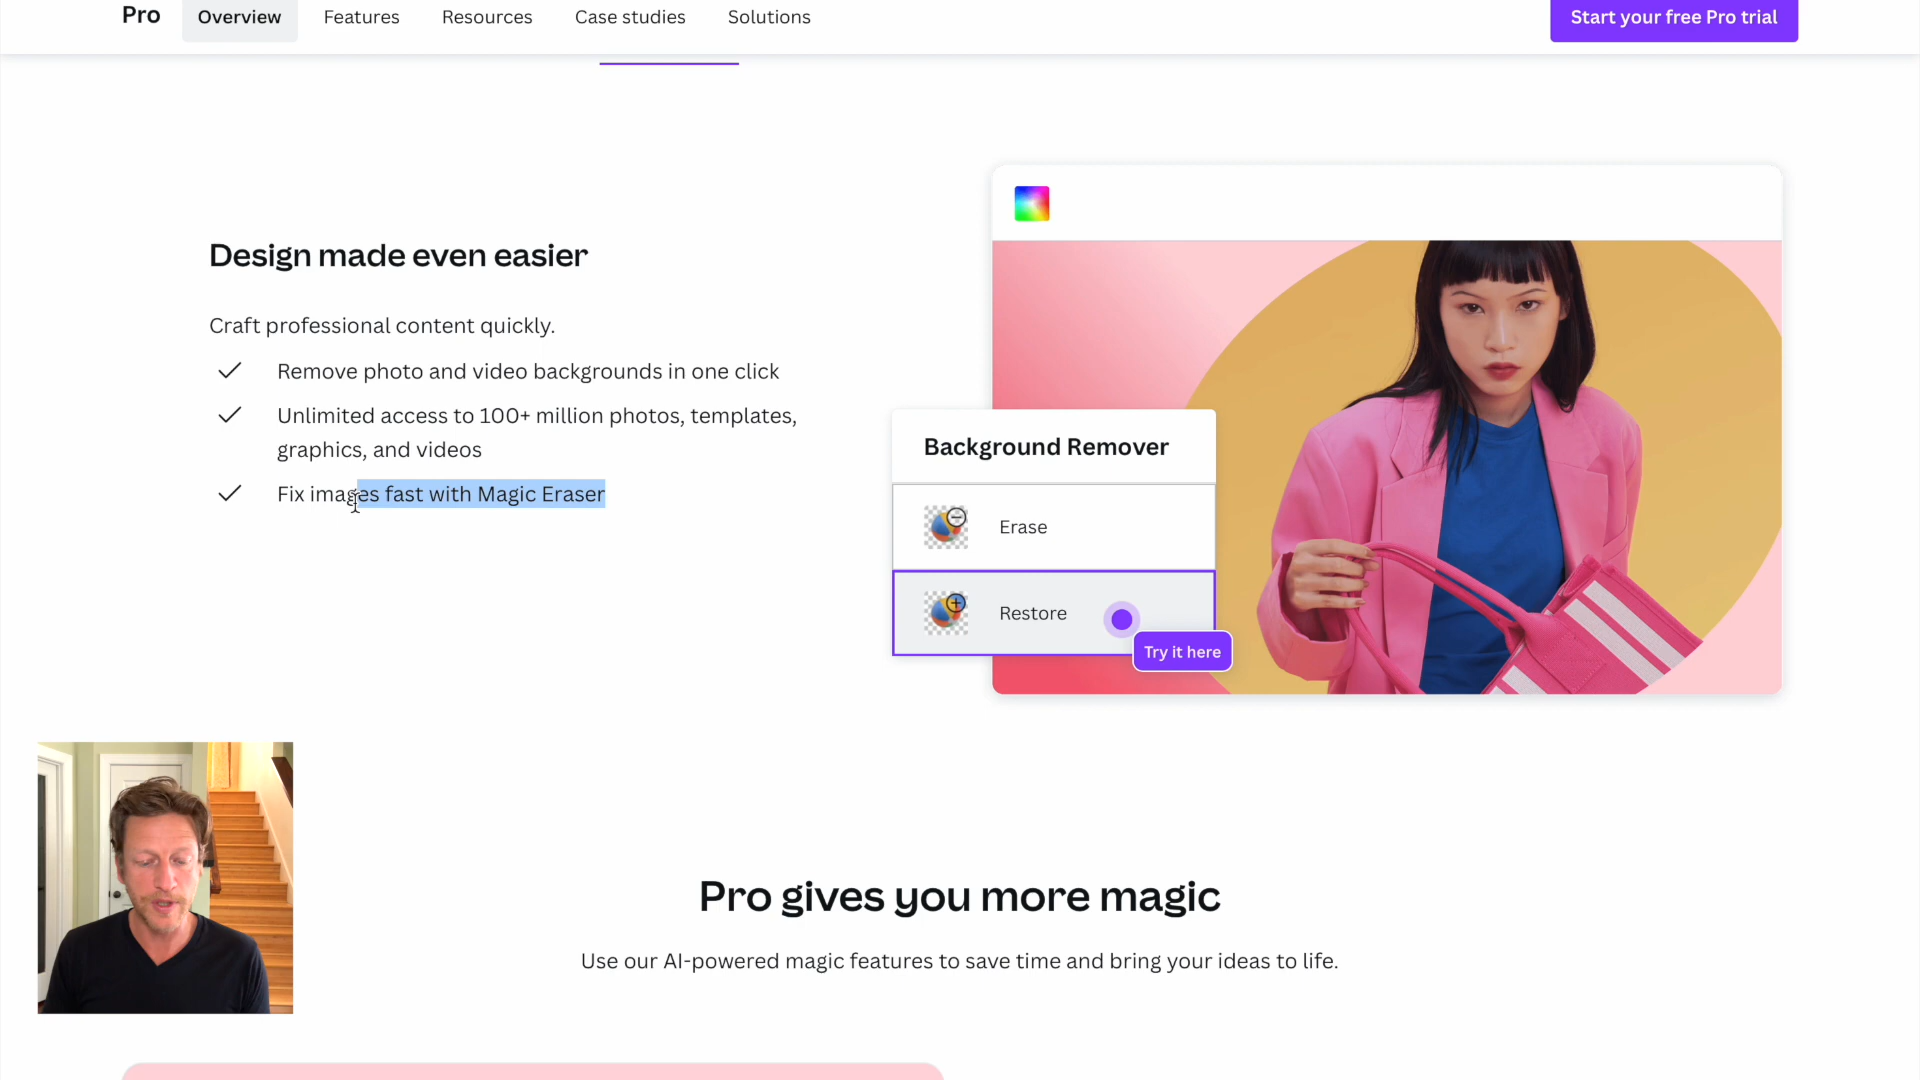 Pro
Overview
Features
Resources
Case studies
Solutions
Start your free Pro trial
Design made even easier
Craft professional content quickly.
Remove photo and video backgrounds in one click
Unlimited access to 100+ million photos, templates,
graphics, and videos
Fix images fast with Magic Eraser
Background Remover
Erase
Restore
Try it here
Pro gives you more magic
Use our AI-powered magic features to save time and bring your ideas to life.